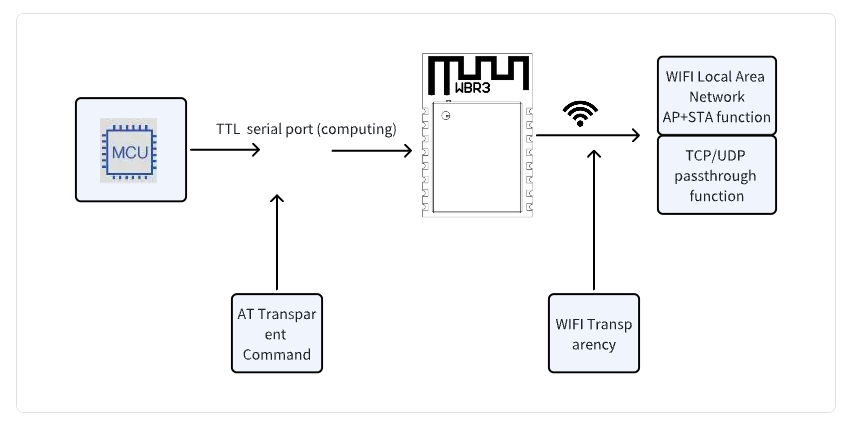 MCU
TTL serial port (computing)
WBR3
WIFI Local Area
Network
AP+STA function
TCP/UDP
passthrough
function
AT Transpar
ent
Command
WIFI Transp
arency